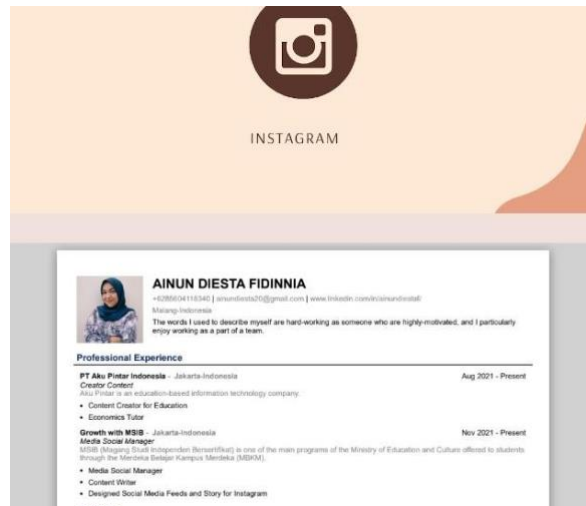 INSTAGRAM
AINUN DIESTA FIDINNIA
Malang-Indonesia
The words I used to describe myself are hard-working as someone who are highly-motivated, and I particularly
enjoy working as a part of a team.
Professional Experience
PT Aku Pintar Indonesia - Jakarta-Indonesia Aug 2021 - Present
Creator Content
Aku Pintar is an education-based information technology company.
• Content Creator for Education
• Economics Tutor
Growth with MSIB - Jakarta-Indonesia Nov 2021 - Present
Media Social Manager
MSIB (Magang Studi Independen Bersertifikat) is one of the main programs of the Ministry of Education and Culture offered to students
through the Merdeka Belajar Kampus Merdeka (MBKM).
• Media Social Manager
• Content Writer
• Designed Social Media Feeds and Story for Instagram